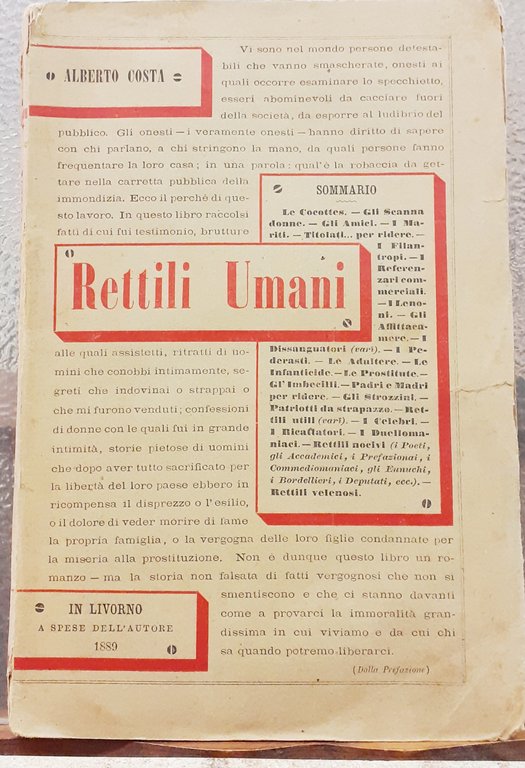 ALBERTO COSTA
Vi sono nel mondo persone detesta-
bili che vanno smascherate, onesti ai
quali occorre esaminare lo specchietto,
esseri abominevoli da cacciare fuori
della società, da esporre al ludibrio del
pubblico. Gli onesti — i veramente onesti — hanno diritto di sapere
con chi parlano, a chi stringono la mano, da quali persone fanno
frequentare la loro casa; in una parola: qual'è la robaccia da get-
tare nella carretta pubblica della
immondizia. Ecco il perchè di que-
sto lavoro. In questo libro raccolsi
fatti di cui fui testimonio, brutture
Rettili Umani
alle quali assistetti, ritratti di uo-
mini che conobbi intimamente, se-
greti che indovinai o strappai o
che mi furono venduti; confessioni
di donne con le quali fui in grande
intimità, storie pietose di uomini
che dopo aver tutto sacrificato per
la libertà del loro paese ebbero in
ricompensa il disprezzo o l'esilio,
o il dolore di veder morire di fame
la propria famiglia, o la vergogna delle loro figlie condannate per
la miseria alla prostituzione. Non è dunque questo libro un ro-
manzo — ma la storia non falsata di fatti vergognosi che non si
smentiscono e che ci stanno davanti
come a provarci la immoralità gran-
dissima in cui viviamo e da cui chi
sa quando potremo liberarci.
(Dalla Prefazione)
SOMMARIO
Le Cocottes. — Gli Scanna
donne. — Gli Amici. — I Ma-
riti. — Titolati... per ridere. —
I Filan-
tropi. — I
Referen-
zari com-
merciali.
— I Leno-
ni. — Gli
Affittaca-
mere. — I
Dissanguatori (vari). — I Pe-
derasti. — Le Adultere. — Le
Infanticide. — Le Prostitute. —
Gl' Imbecilli. — Padri e Madri
per ridere. — Gli Strozzini. —
Patriotti da strapazzo. — Ret-
tili utili (vari). — I Celebri. —
I Ricattatori. — I Duelloma-
niaci. — Rettili nocivi (i Poeti,
gli Accademici, i Prefazionai, i
Commediomaniaci, gli Eunuchi,
i Bordellieri, i Deputati, ecc.). —
Rettili velenosi.
IN LIVORNO
A SPESE DELL'AUTORE
1889